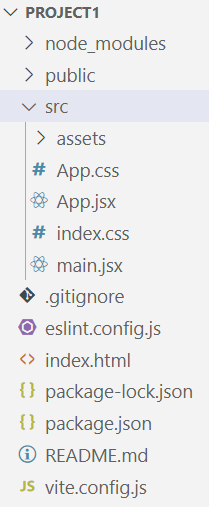 PROJECT1
node_modules
public
src
assets
# App.css
App.jsx
# index.css
main.jsx
.gitignore
eslint.config.js
<> index.html
{} package-lock.json
{} package.json
README.md
JS vite.config.js